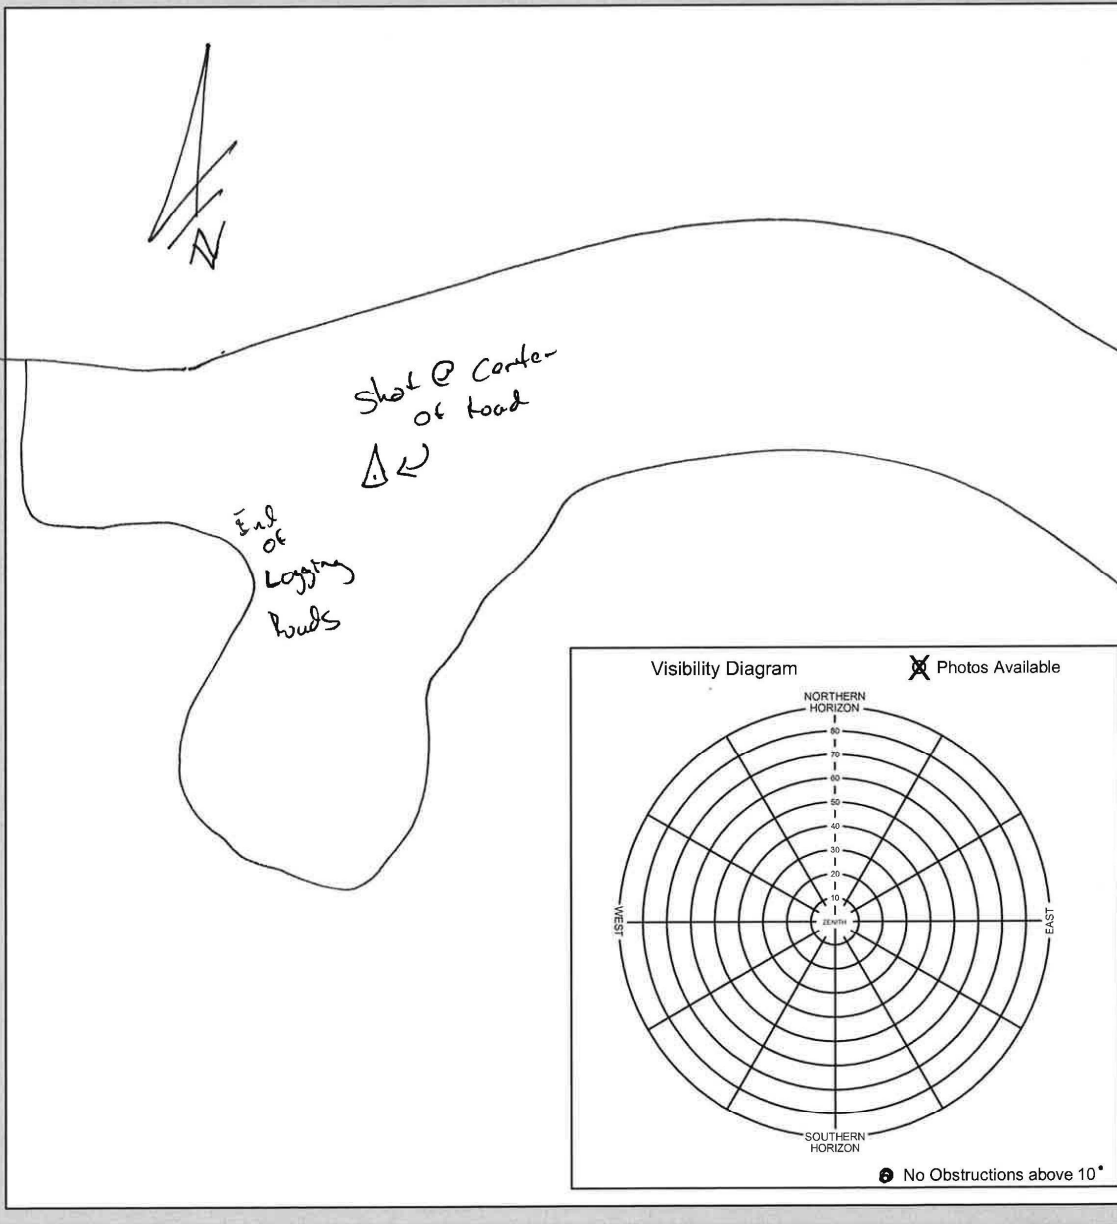 N
Shot @ Center
of Road
End
of
Logging
Roads
Visibility Diagram
Photos Available
NORTHERN
HORIZON
80
70
60
50
40
30
20
10
WEST
ZENITH
EAST
SOUTHERN
HORIZON
No Obstructions above 10°